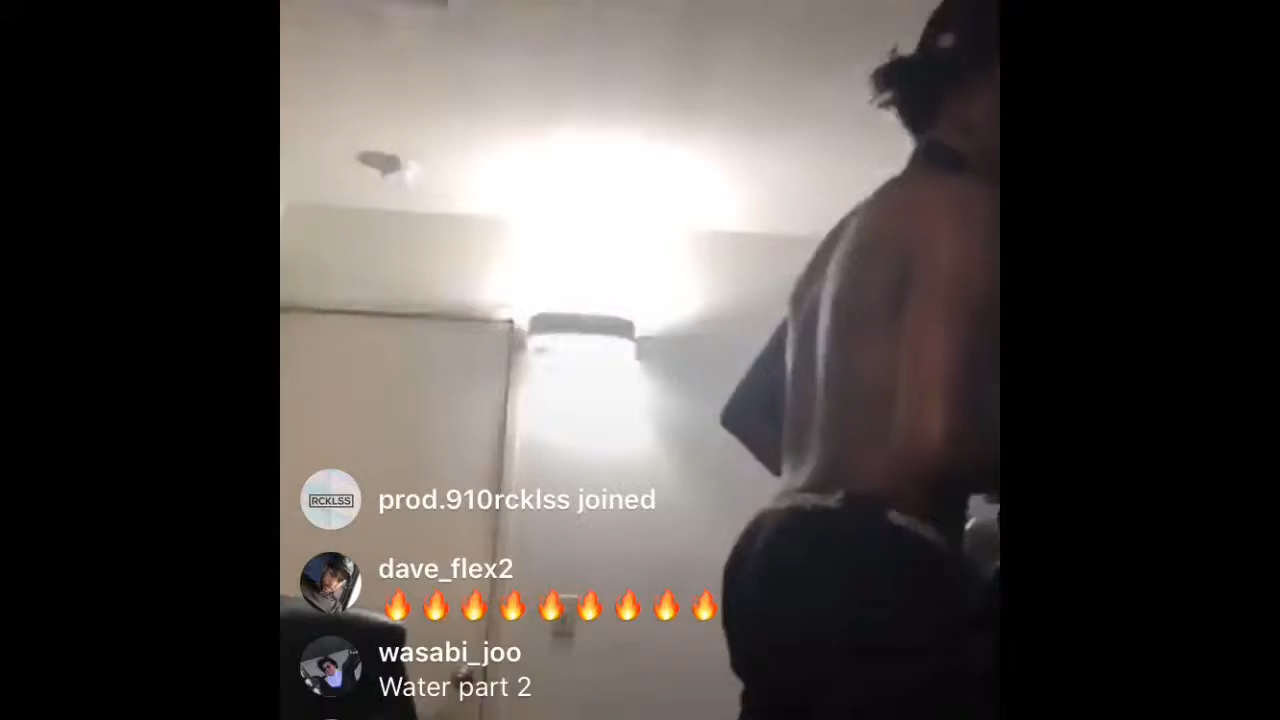 RCKLSS
prod.910rcklss joined
dave_flex2
🔥🔥🔥🔥🔥🔥🔥🔥🔥
wasabi_joo
Water part 2